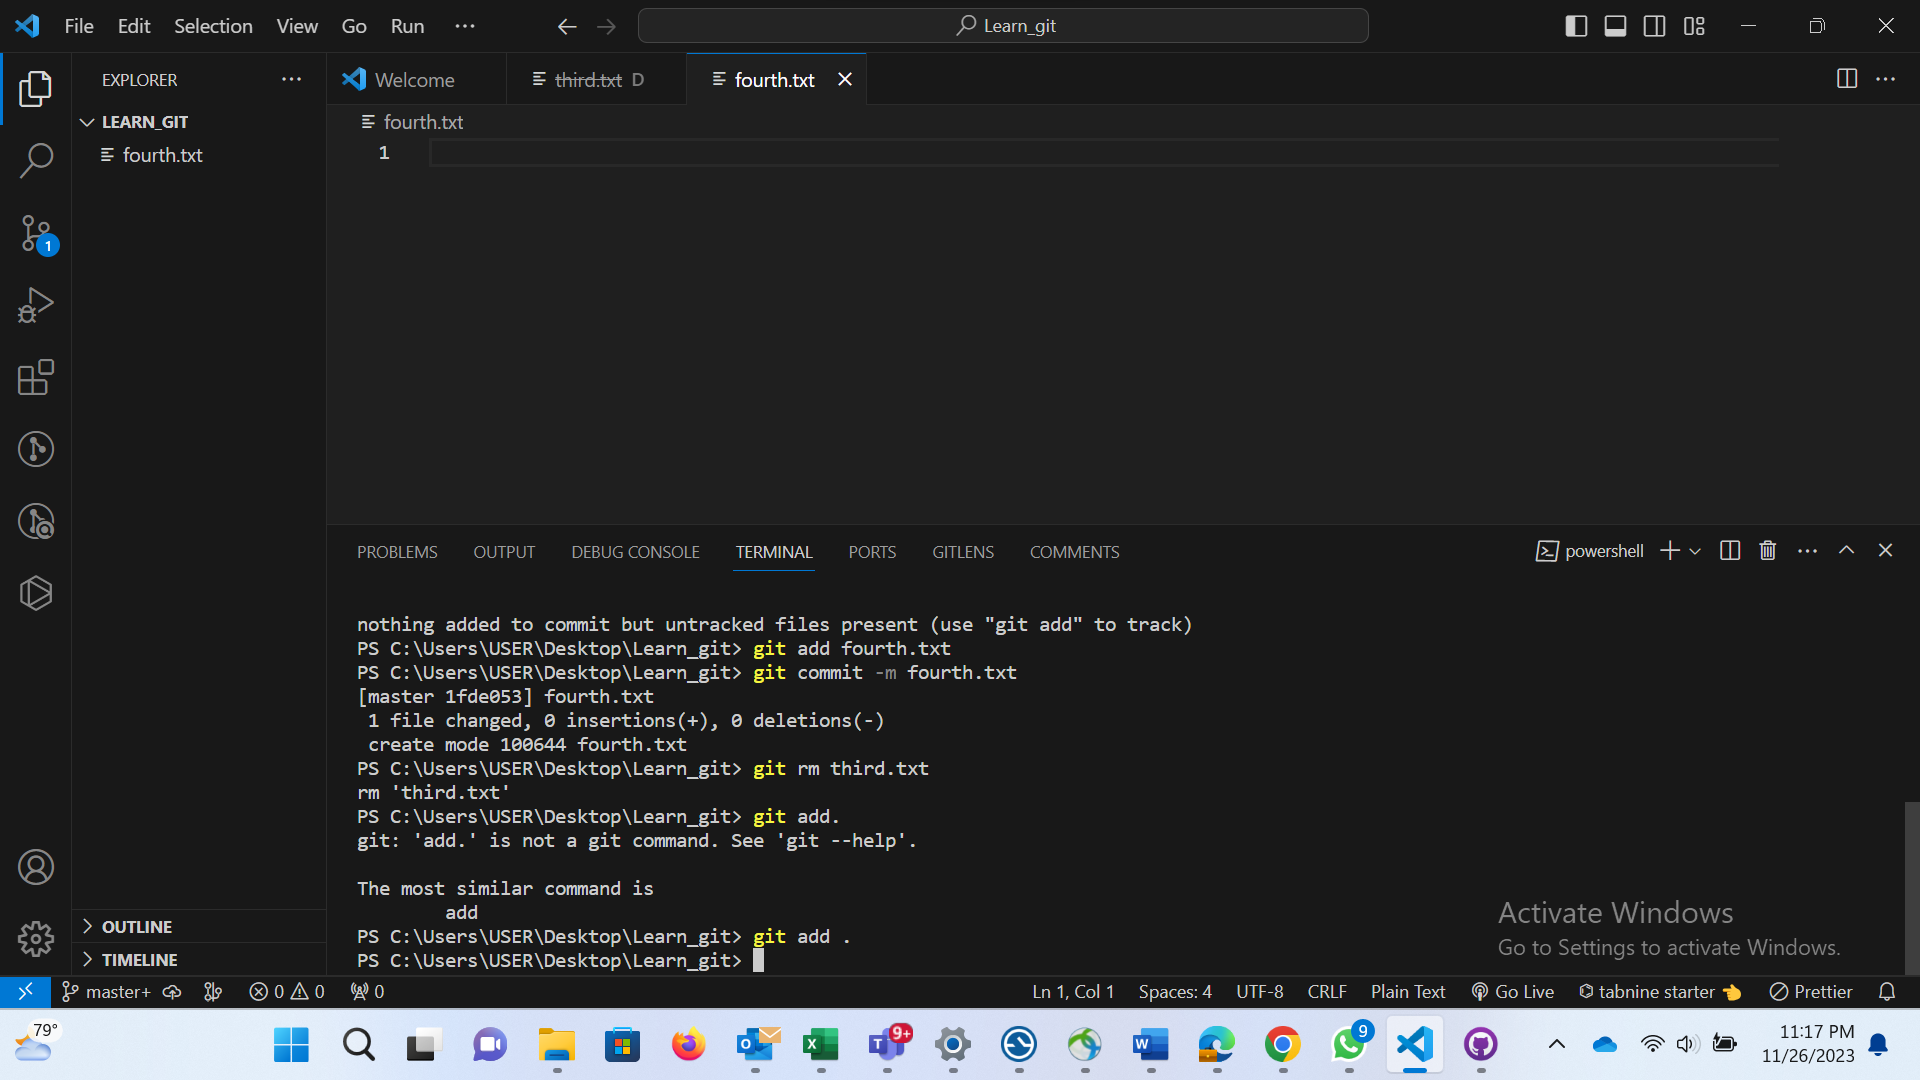 File Edit Selection View Go Run ··· Learn_git
EXPLORER ···
Welcome third.txt D fourth.txt
LEARN_GIT
fourth.txt
fourth.txt
1
1
PROBLEMS OUTPUT DEBUG CONSOLE TERMINAL PORTS GITLENS COMMENTS powershell
nothing added to commit but untracked files present (use "git add" to track)
PS C:\Users\USER\Desktop\Learn_git> git add fourth.txt
PS C:\Users\USER\Desktop\Learn_git> git commit -m fourth.txt
[master 1fde053] fourth.txt
 1 file changed, 0 insertions(+), 0 deletions(-)
 create mode 100644 fourth.txt
PS C:\Users\USER\Desktop\Learn_git> git rm third.txt
rm 'third.txt'
PS C:\Users\USER\Desktop\Learn_git> git add.
git: 'add.' is not a git command. See 'git --help'.
The most similar command is
        add
PS C:\Users\USER\Desktop\Learn_git> git add .
PS C:\Users\USER\Desktop\Learn_git>
Activate Windows
Go to Settings to activate Windows.
OUTLINE
TIMELINE
master+ 0 0 0 Ln 1, Col 1 Spaces: 4 UTF-8 CRLF Plain Text Go Live tabnine starter Prettier
79° 9+ 9 11:17 PM
11/26/2023